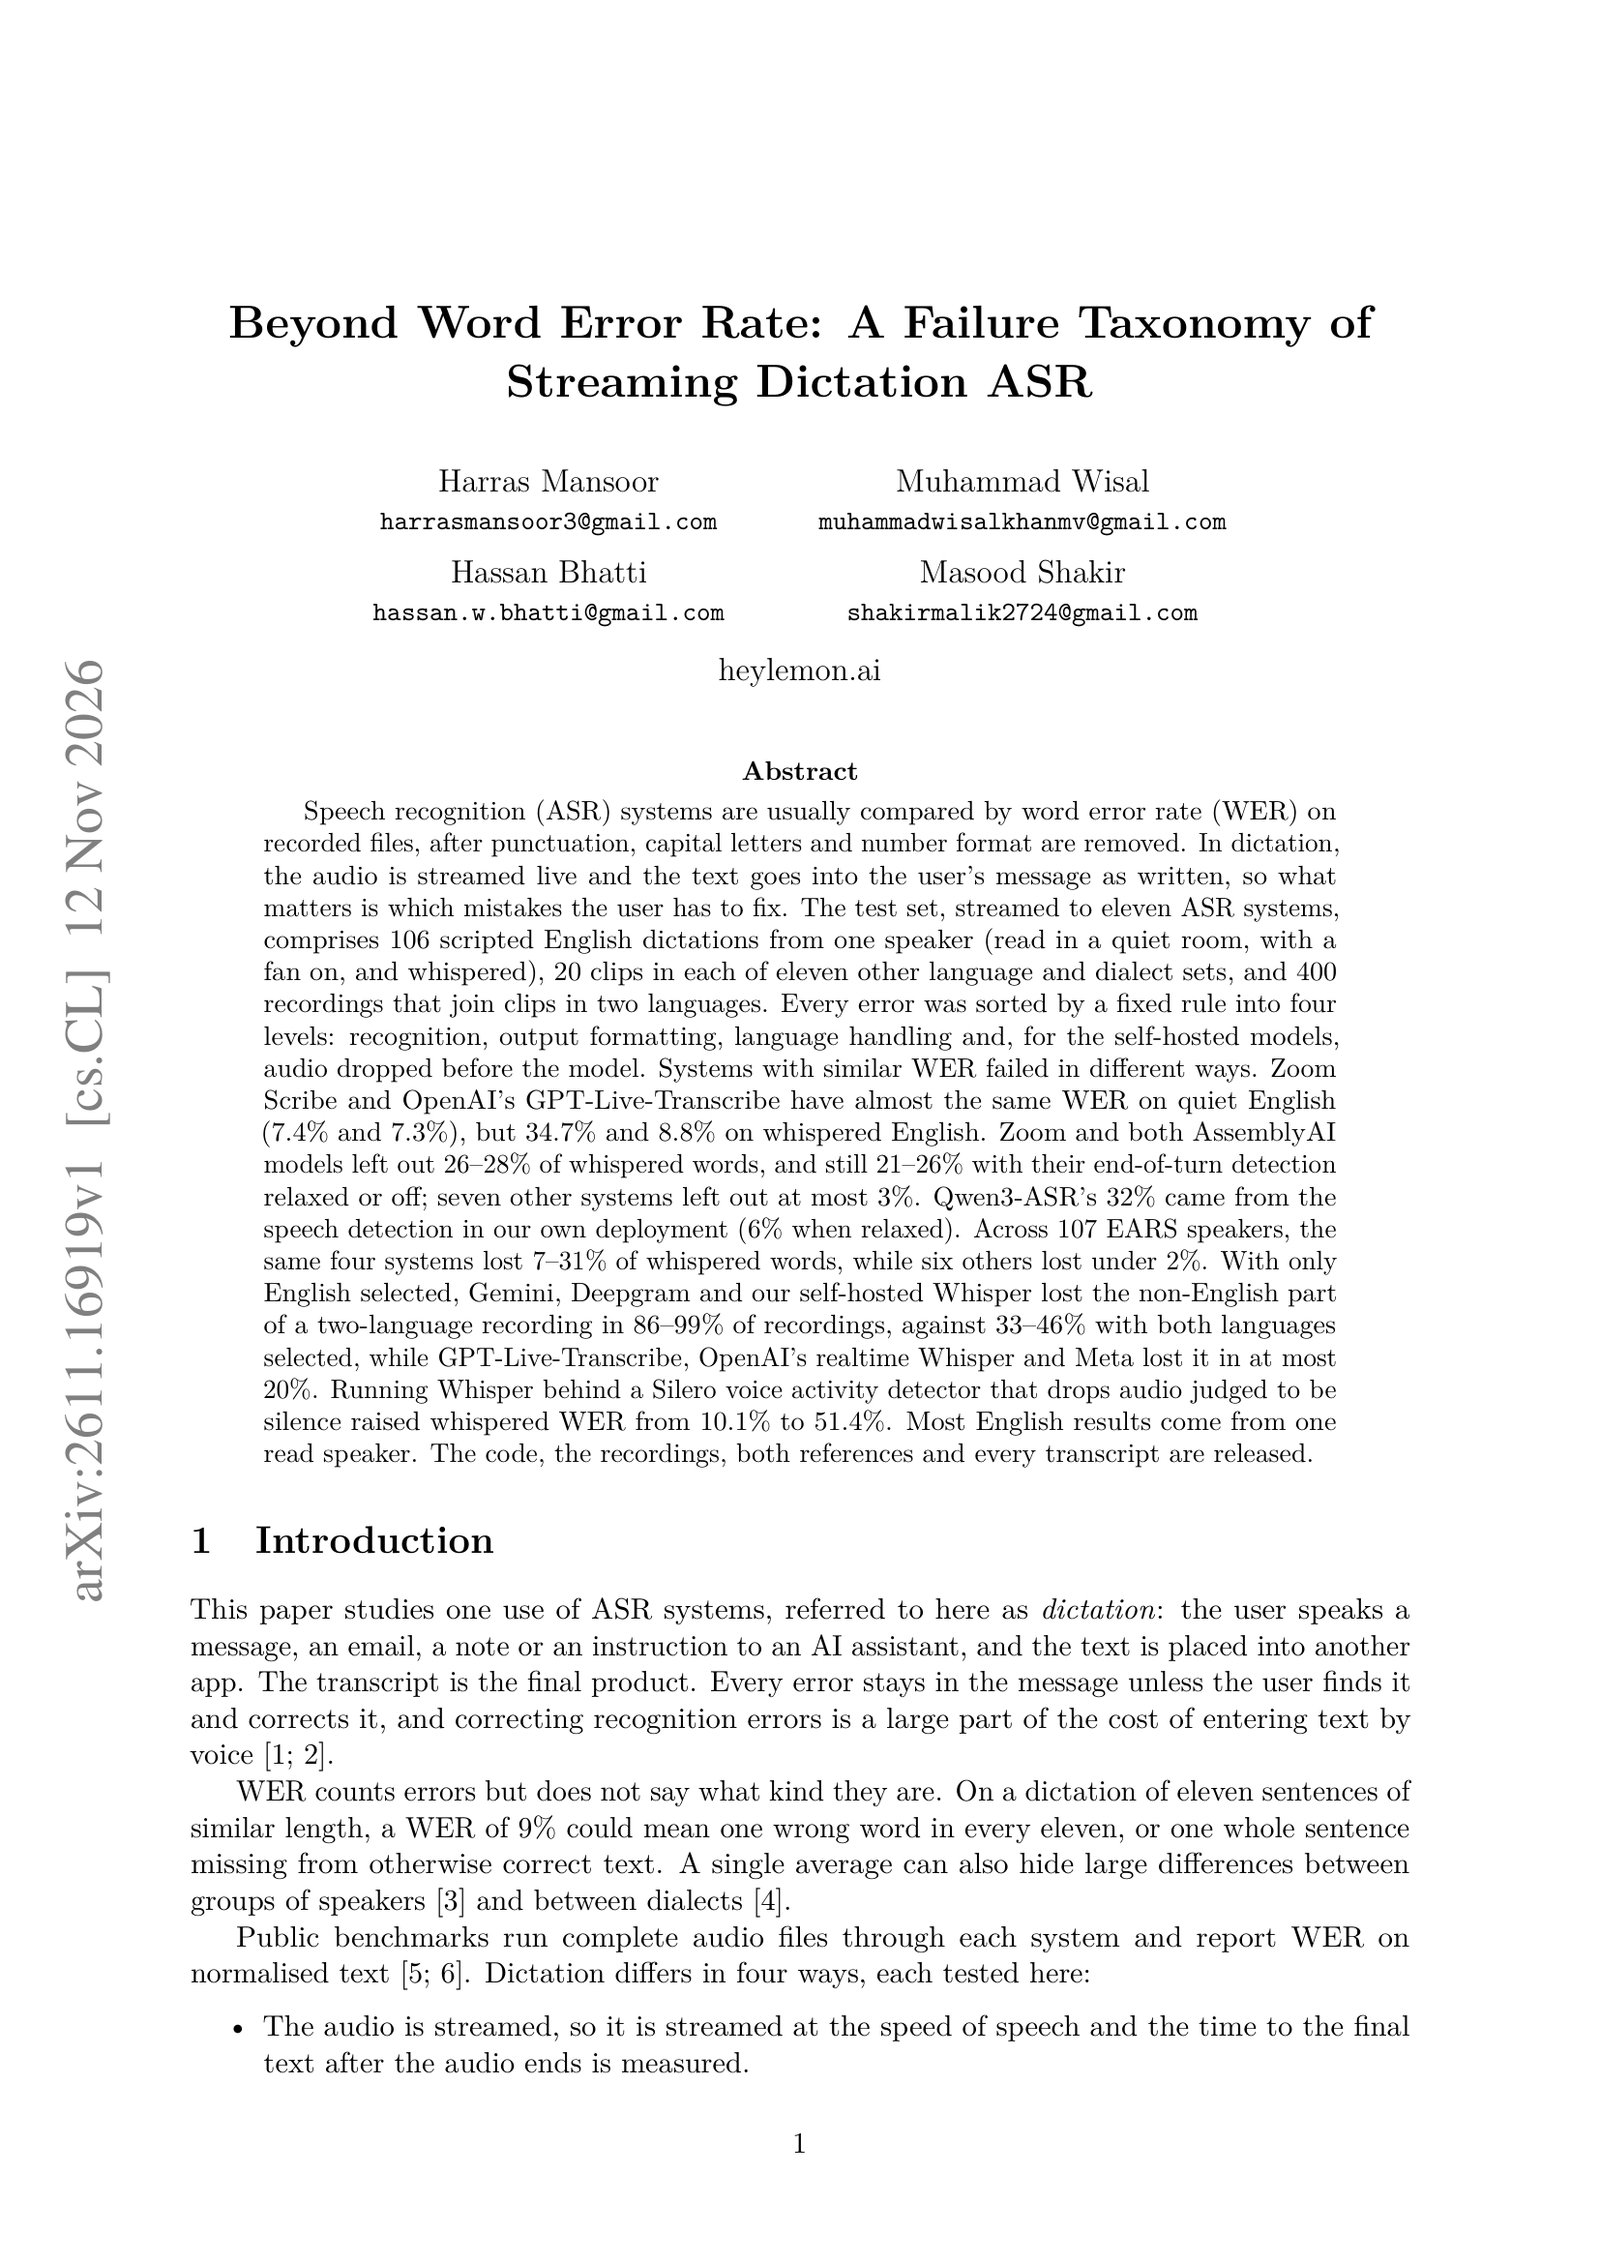 Beyond Word Error Rate: A Failure Taxonomy of
Streaming Dictation ASR
Harras Mansoor
harrasmansoor3@gmail.com
Muhammad Wisal
muhammadwisalkhanmv@gmail.com
Hassan Bhatti
hassan.w.bhatti@gmail.com
Masood Shakir
shakirmalik2724@gmail.com
heylemon.ai
arXiv:2611.16919v1 [cs.CL] 12 Nov 2026
Abstract
Speech recognition (ASR) systems are usually compared by word error rate (WER) on
recorded files, after punctuation, capital letters and number format are removed. In dictation,
the audio is streamed live and the text goes into the user's message as written, so what
matters is which mistakes the user has to fix. The test set, streamed to eleven ASR systems,
comprises 106 scripted English dictations from one speaker (read in a quiet room, with a
fan on, and whispered), 20 clips in each of eleven other language and dialect sets, and 400
recordings that join clips in two languages. Every error was sorted by a fixed rule into four
levels: recognition, output formatting, language handling and, for the self-hosted models,
audio dropped before the model. Systems with similar WER failed in different ways. Zoom
Scribe and OpenAI's GPT-Live-Transcribe have almost the same WER on quiet English
(7.4% and 7.3%), but 34.7% and 8.8% on whispered English. Zoom and both AssemblyAI
models left out 26–28% of whispered words, and still 21–26% with their end-of-turn detection
relaxed or off; seven other systems left out at most 3%. Qwen3-ASR's 32% came from the
speech detection in our own deployment (6% when relaxed). Across 107 EARS speakers, the
same four systems lost 7–31% of whispered words, while six others lost under 2%. With only
English selected, Gemini, Deepgram and our self-hosted Whisper lost the non-English part
of a two-language recording in 86–99% of recordings, against 33–46% with both languages
selected, while GPT-Live-Transcribe, OpenAI's realtime Whisper and Meta lost it in at most
20%. Running Whisper behind a Silero voice activity detector that drops audio judged to be
silence raised whispered WER from 10.1% to 51.4%. Most English results come from one
read speaker. The code, the recordings, both references and every transcript are released.
1 Introduction
This paper studies one use of ASR systems, referred to here as dictation: the user speaks a
message, an email, a note or an instruction to an AI assistant, and the text is placed into another
app. The transcript is the final product. Every error stays in the message unless the user finds it
and corrects it, and correcting recognition errors is a large part of the cost of entering text by
voice [1; 2].
WER counts errors but does not say what kind they are. On a dictation of eleven sentences of
similar length, a WER of 9% could mean one wrong word in every eleven, or one whole sentence
missing from otherwise correct text. A single average can also hide large differences between
groups of speakers [3] and between dialects [4].
Public benchmarks run complete audio files through each system and report WER on
normalised text [5; 6]. Dictation differs in four ways, each tested here:
• The audio is streamed, so it is streamed at the speed of speech and the time to the final
text after the audio ends is measured.
1